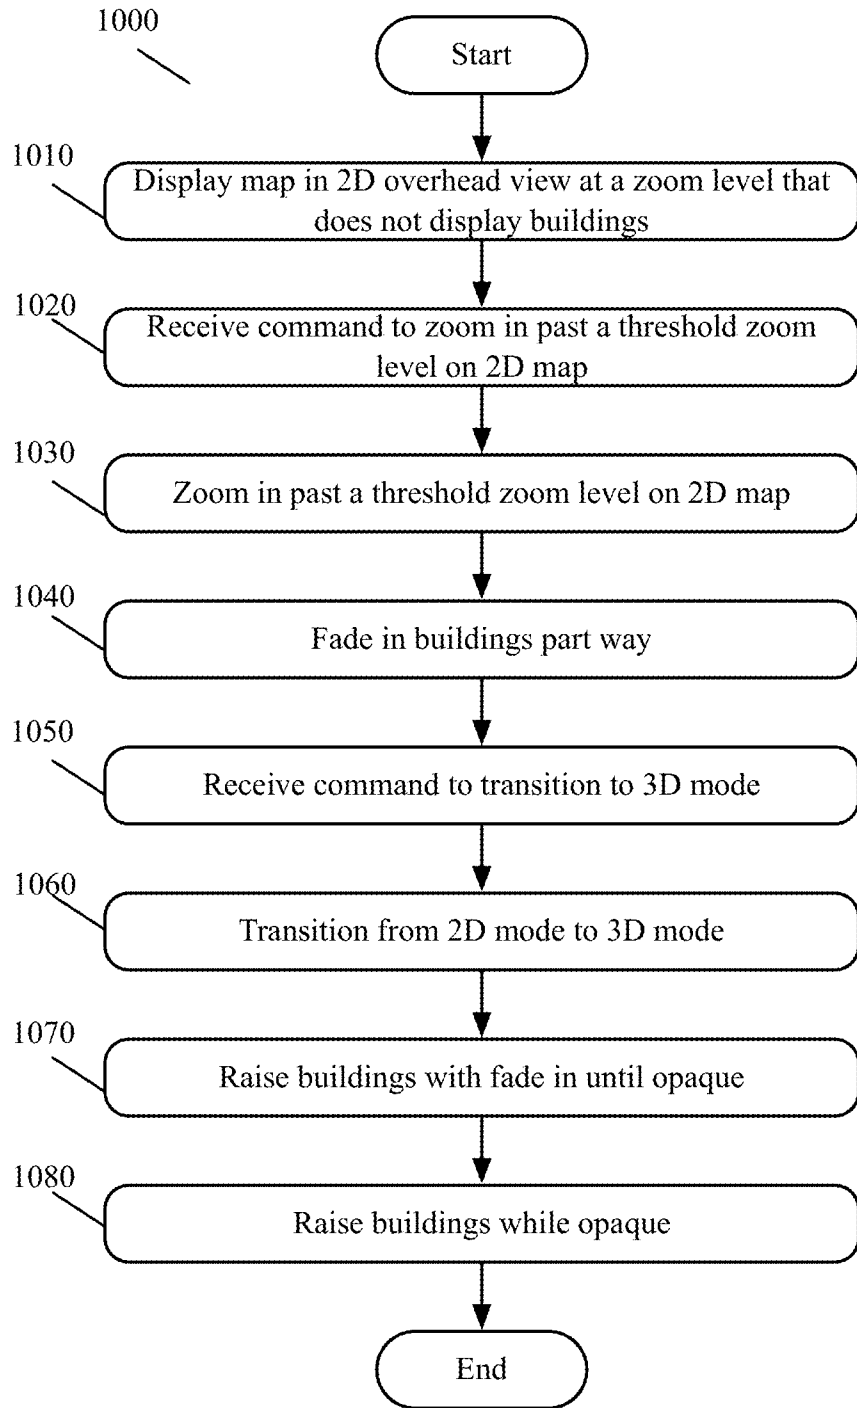 1000
Start
1010
Display map in 2D overhead view at a zoom level that
does not display buildings
1020
Receive command to zoom in past a threshold zoom
level on 2D map
1030
Zoom in past a threshold zoom level on 2D map
1040
Fade in buildings part way
1050
Receive command to transition to 3D mode
1060
Transition from 2D mode to 3D mode
1070
Raise buildings with fade in until opaque
1080
Raise buildings while opaque
End